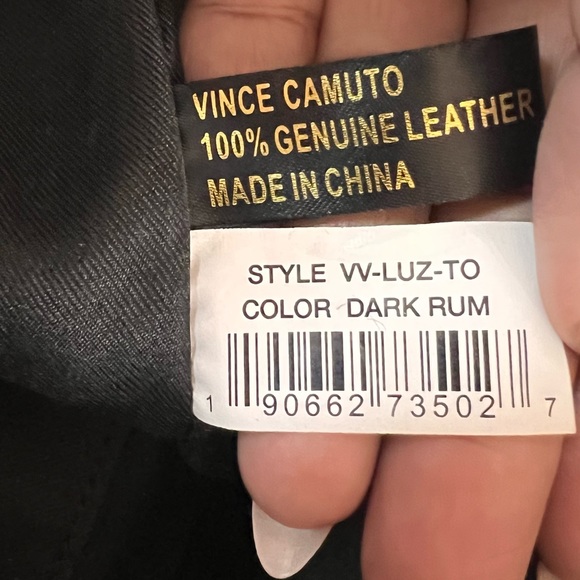 VINCE CAMUTO
100% GENUINE LEATHER
MADE IN CHINA
STYLE VV-LUZ-TO
COLOR DARK RUM
1 90662 73502 7